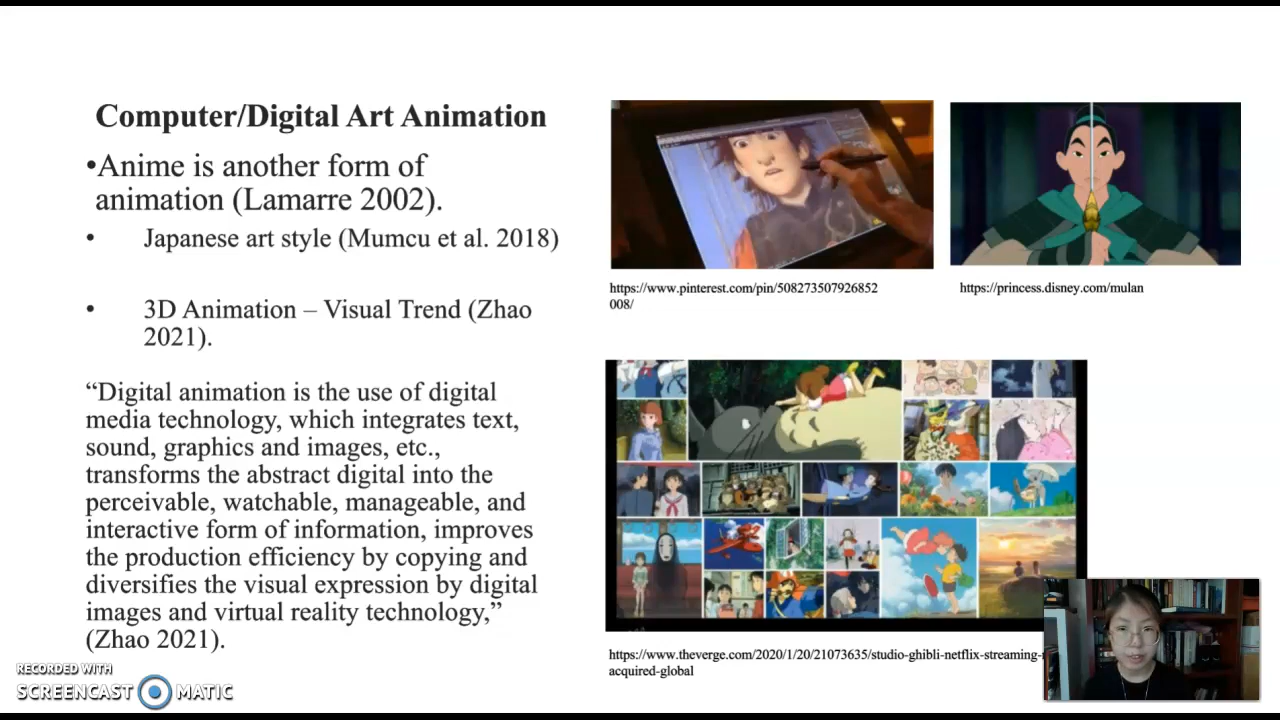 Computer/Digital Art Animation
•Anime is another form of
animation (Lamarre 2002).
• Japanese art style (Mumcu et al. 2018)
• 3D Animation – Visual Trend (Zhao
2021).
“Digital animation is the use of digital
media technology, which integrates text,
sound, graphics and images, etc.,
transforms the abstract digital into the
perceivable, watchable, manageable, and
interactive form of information, improves
the production efficiency by copying and
diversifies the visual expression by digital
images and virtual reality technology,”
(Zhao 2021).
https://www.pinterest.com/pin/508273507926852
008/
https://princess.disney.com/mulan
https://www.theverge.com/2020/1/20/21073635/studio-ghibli-netflix-streaming-
acquired-global
RECORDED WITH
SCREENCAST MATIC